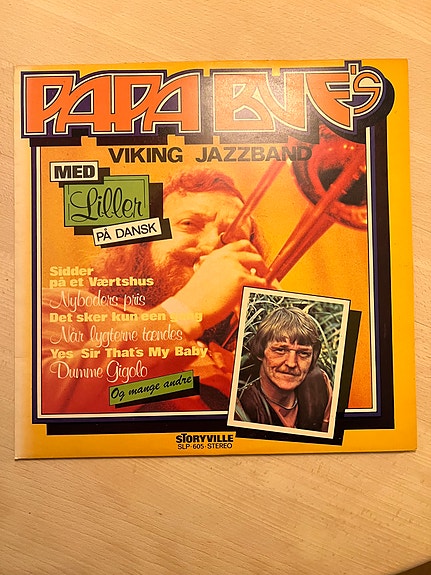 PAPA BUE'S
VIKING JAZZBAND
MED
Liller
PÅ DANSK
Sidder
på et Værtshus
Nyboders pris
Det sker kun een gang
Når lygterne tændes
Yes Sir That's My Baby
Dumme Gigolo
Og mange andre
STORYVILLE
SLP-605-STEREO